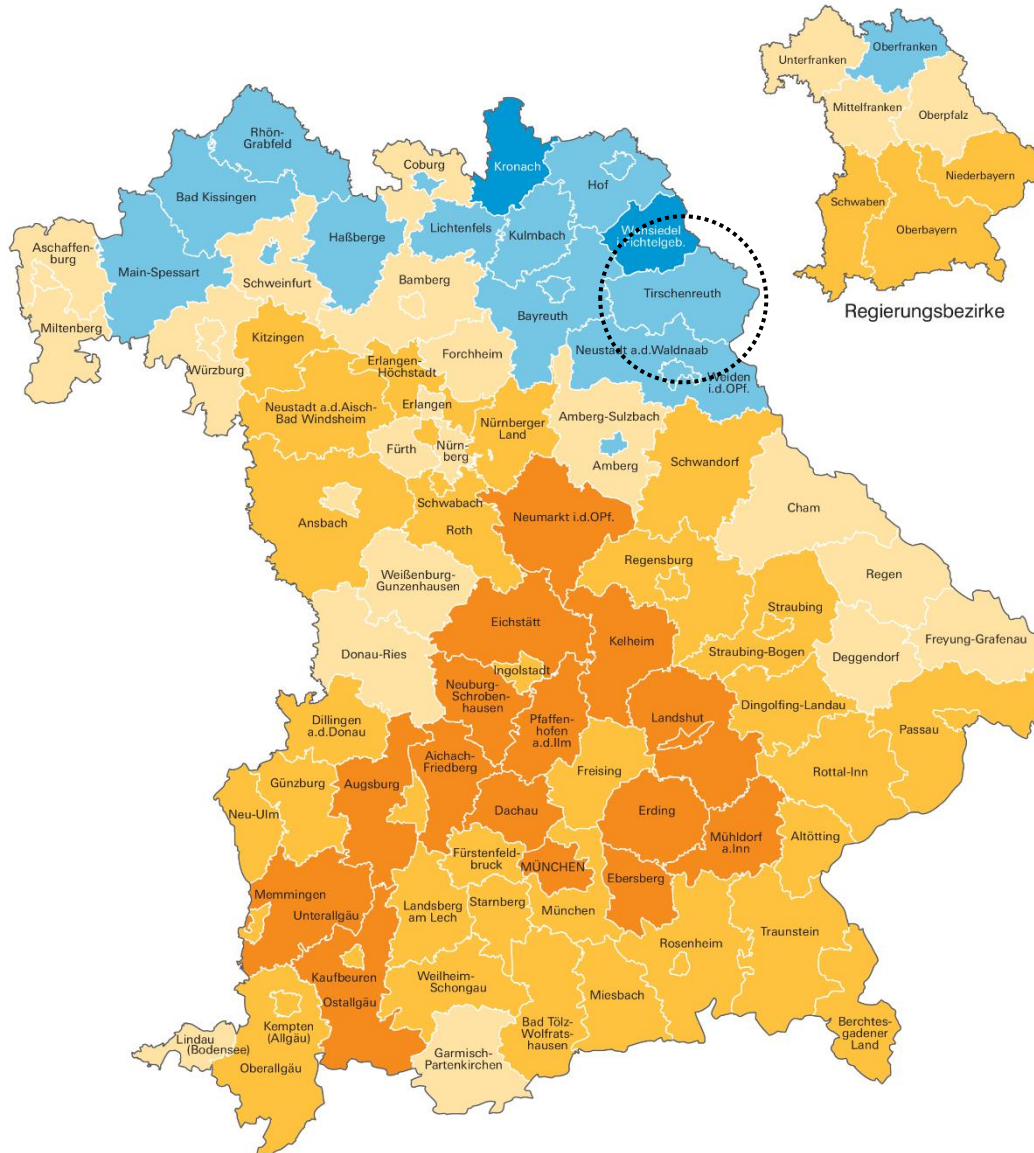 Oberfranken
Unterfranken
Mittelfranken
Oberpfalz
Niederbayern
Schwaben
Oberbayern
Regierungsbezirke
Rhön-
Grabfeld
Coburg
Kronach
Hof
Bad Kissingen
Lichtenfels
Kulmbach
Haßberge
Aschaffen-
burg
Main-Spessart
Schweinfurt
Bamberg
Tirschenreuth
Bayreuth
Miltenberg
Kitzingen
Würzburg
Erlangen-
Höchstadt
Forchheim
Neustadt a.d.Waldnaab
Weiden
i.d.OPf.
Neustadt a.d.Aisch-
Bad Windsheim
Erlangen
Nürnberger
Land
Amberg-Sulzbach
Fürth
Nürn-
berg
Amberg
Schwandorf
Ansbach
Schwabach
Roth
Neumarkt i.d.OPf.
Cham
Weißenburg-
Gunzenhausen
Regensburg
Regen
Eichstätt
Kelheim
Straubing
Freyung-Grafenau
Donau-Ries
Straubing-Bogen
Deggendorf
Ingolstadt
Neuburg-
Schroben-
hausen
Dillingen
a.d.Donau
Pfaffen-
hofen
a.d.Ilm
Landshut
Dingolfing-Landau
Passau
Aichach-
Friedberg
Günzburg
Augsburg
Freising
Rottal-Inn
Neu-Ulm
Dachau
Erding
Mühldorf
a.Inn
Altötting
Fürstenfeld-
bruck
MÜNCHEN
Ebersberg
Memmingen
Unterallgäu
Landsberg
am Lech
Starnberg
München
Rosenheim
Traunstein
Kaufbeuren
Ostallgäu
Weilheim-
Schongau
Miesbach
Bad Tölz-
Wolfrats-
hausen
Berchtes-
gadener
Land
Kempten
(Allgäu)
Lindau
(Bodensee)
Oberallgäu
Garmisch-
Partenkirchen